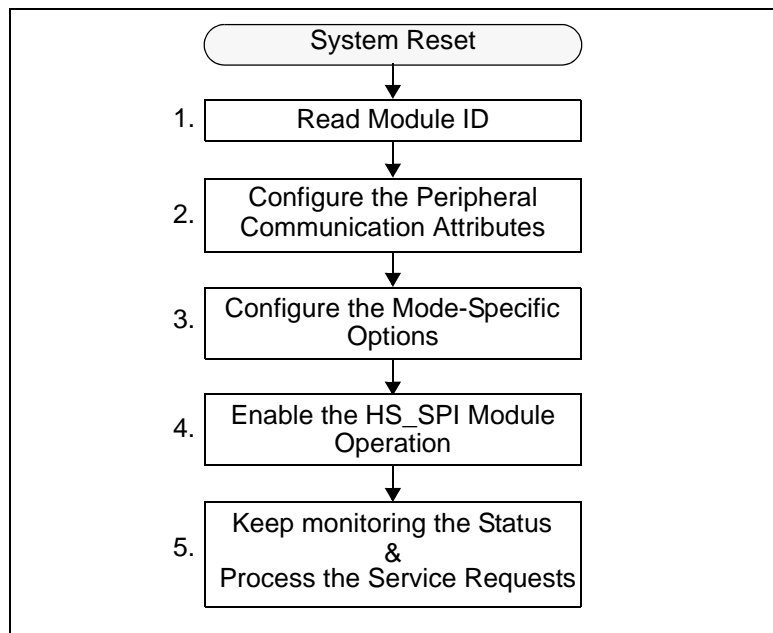 System Reset
1. Read Module ID
2. Configure the Peripheral
Communication Attributes
3. Configure the Mode-Specific
Options
4. Enable the HS_SPI Module
Operation
5. Keep monitoring the Status
&
Process the Service Requests